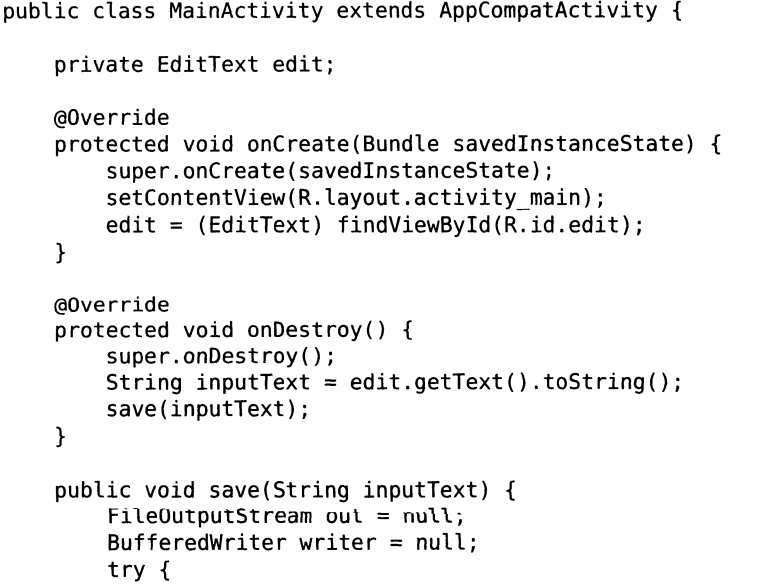 public class MainActivity extends AppCompatActivity {
private EditText edit;
@Override
protected void onCreate(Bundle savedInstanceState) {
super.onCreate(savedInstanceState);
setContentView(R.layout.activity_main);
edit = (EditText) findViewById(R.id.edit);
}
@Override
protected void onDestroy() {
super.onDestroy();
String inputText = edit.getText().toString();
save(inputText);
}
public void save(String inputText) {
FileOutputStream out = null;
BufferedWriter writer = null;
try {